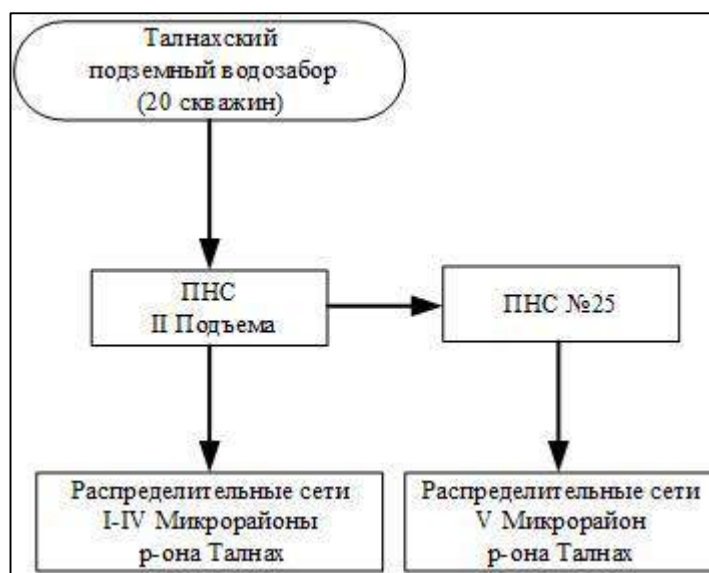 Талнахский
подземный водозабор
(20 скважин)
ПНС
II Подъема
ПНС №25
Распределительные сети
I-IV Микрорайоны
р-она Талнах
Распределительные сети
V Микрорайон
р-она Талнах